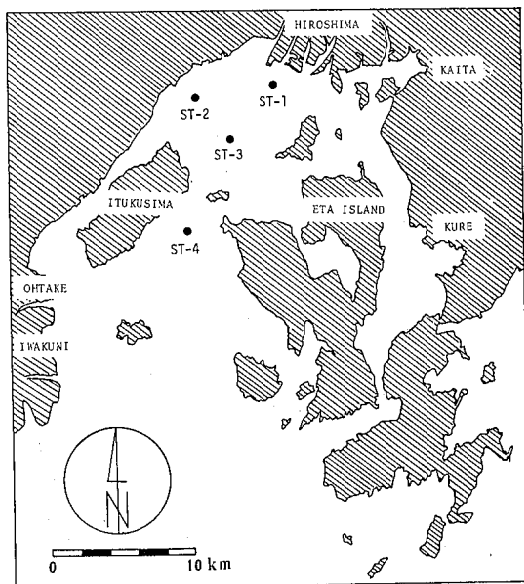 HIROSHIMA
KAITA
ST-1
ST-2
ST-3
ITUKUSIMA
ETA ISLAND
KURE
ST-4
OHTAKE
IWAKUNI
N
0 10 km